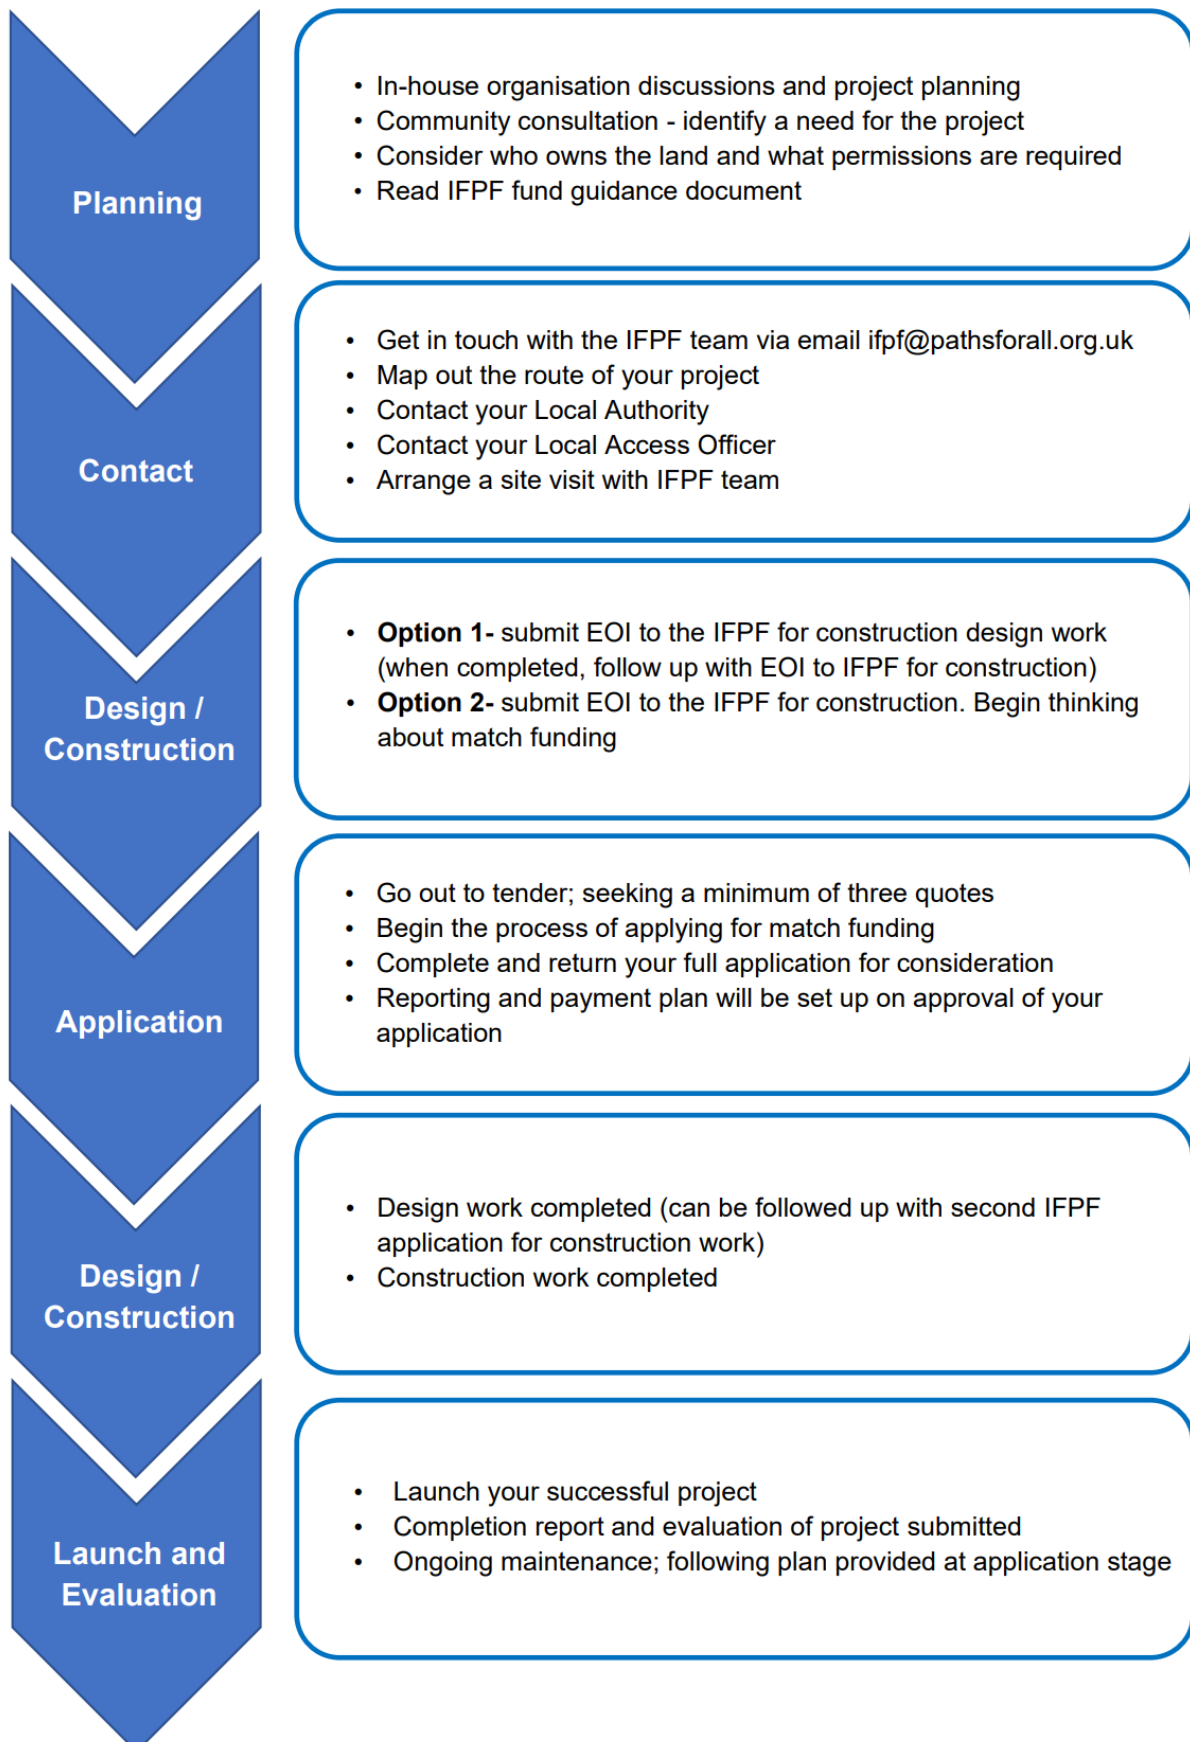 Planning
• In-house organisation discussions and project planning
• Community consultation - identify a need for the project
• Consider who owns the land and what permissions are required
• Read IFPF fund guidance document
Contact
• Get in touch with the IFPF team via email ifpf@pathsforall.org.uk
• Map out the route of your project
• Contact your Local Authority
• Contact your Local Access Officer
• Arrange a site visit with IFPF team
Design /
Construction
• Option 1- submit EOI to the IFPF for construction design work
(when completed, follow up with EOI to IFPF for construction)
• Option 2- submit EOI to the IFPF for construction. Begin thinking
about match funding
Application
• Go out to tender; seeking a minimum of three quotes
• Begin the process of applying for match funding
• Complete and return your full application for consideration
• Reporting and payment plan will be set up on approval of your
application
Design /
Construction
• Design work completed (can be followed up with second IFPF
application for construction work)
• Construction work completed
Launch and
Evaluation
• Launch your successful project
• Completion report and evaluation of project submitted
• Ongoing maintenance; following plan provided at application stage